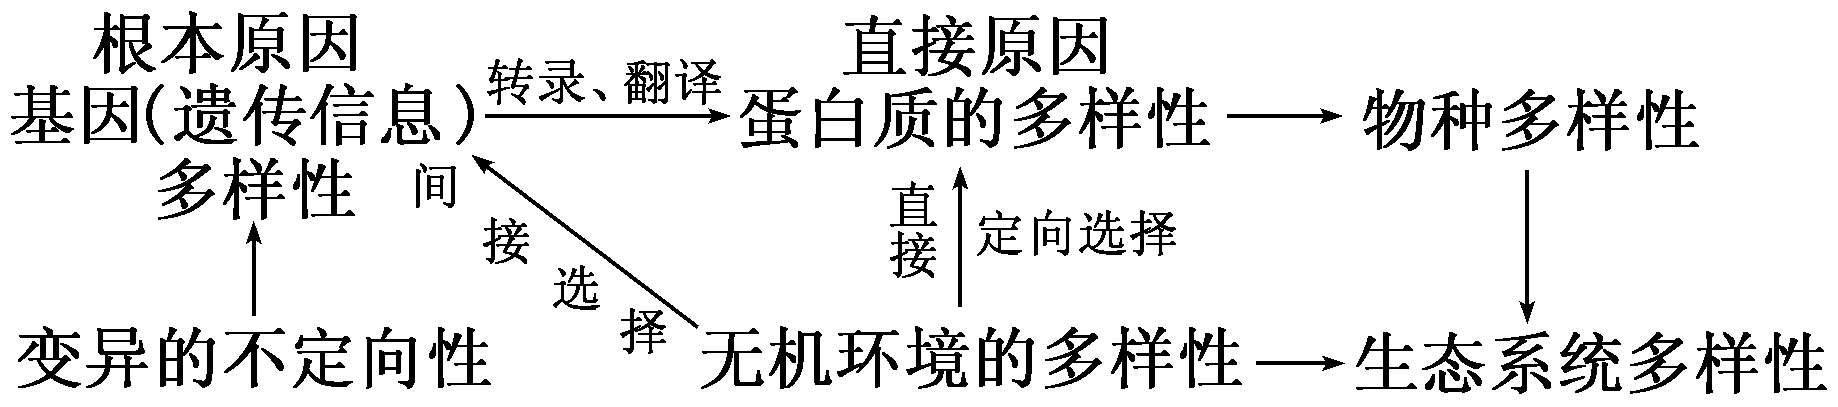 根本原因
直接原因
基因(遗传信息)
转录、翻译
蛋白质的多样性
物种多样性
多样性
间接选择
直接
定向选择
变异的不定向性
无机环境的多样性
生态系统多样性